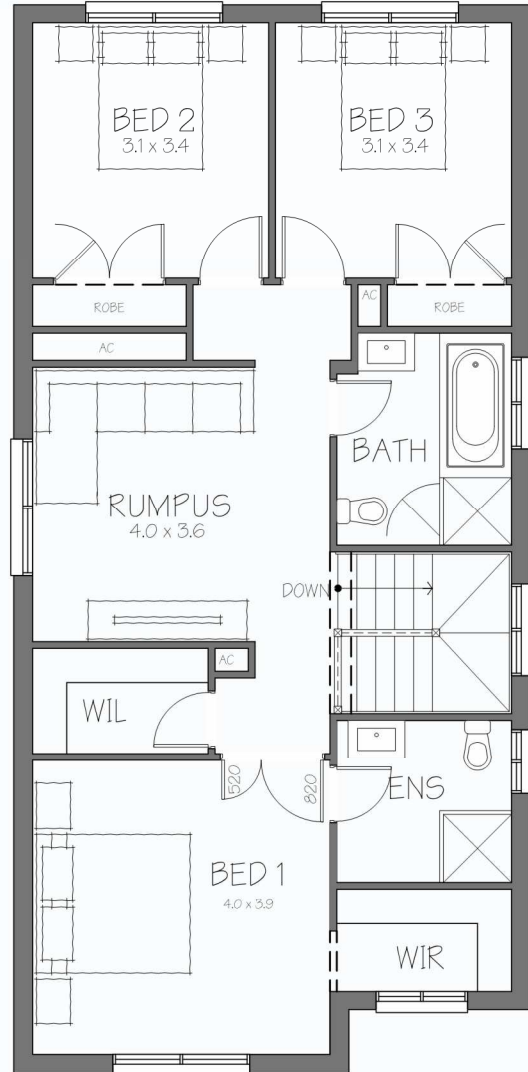 BED 2
3.1 x 3.4
BED 3
3.1 x 3.4
ROBE
AC
ROBE
AC
BATH
RUMPUS
4.0 x 3.6
DOWN
AC
WIL
520
820
ENS
BED 1
4.0 x 3.9
WIR